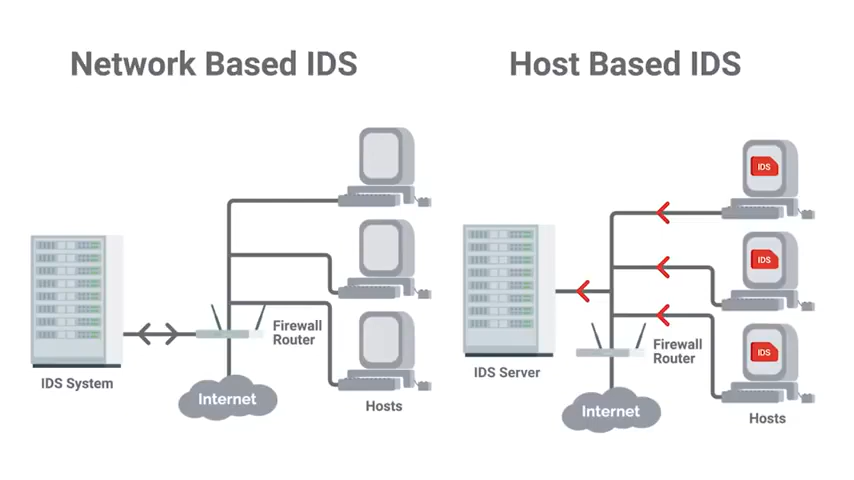 Network Based IDS
Firewall
Router
IDS System
Internet
Hosts
Host Based IDS
IDS
IDS
IDS
Firewall
Router
IDS Server
Internet
Hosts